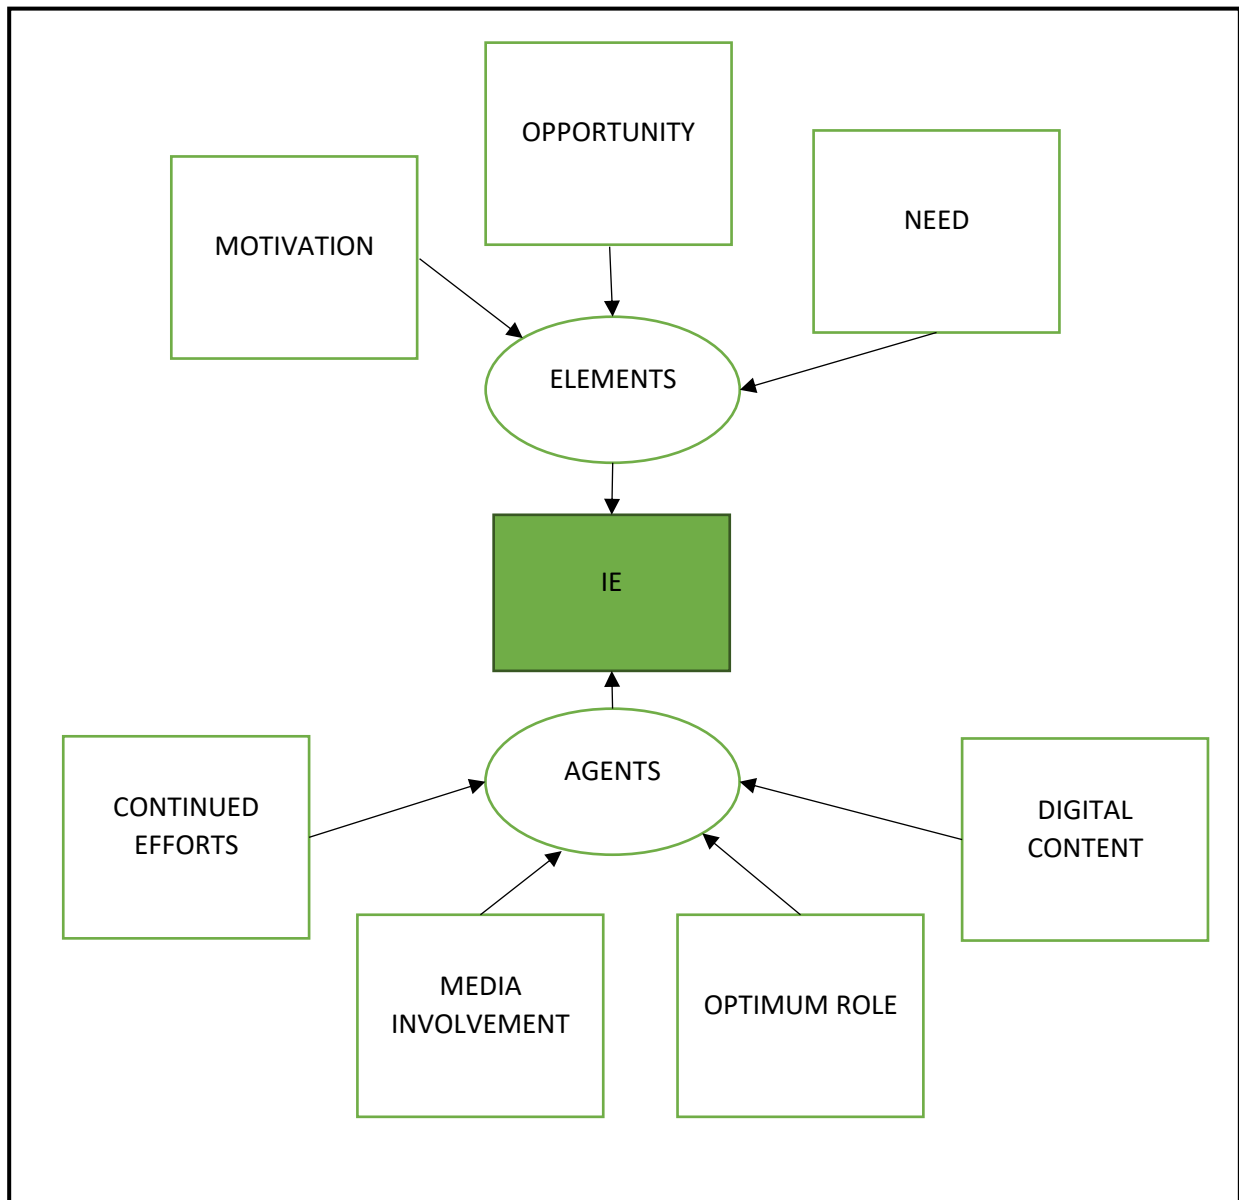 OPPORTUNITY
NEED
MOTIVATION
ELEMENTS
IE
AGENTS
CONTINUED
EFFORTS
DIGITAL
CONTENT
MEDIA
INVOLVEMENT
OPTIMUM ROLE